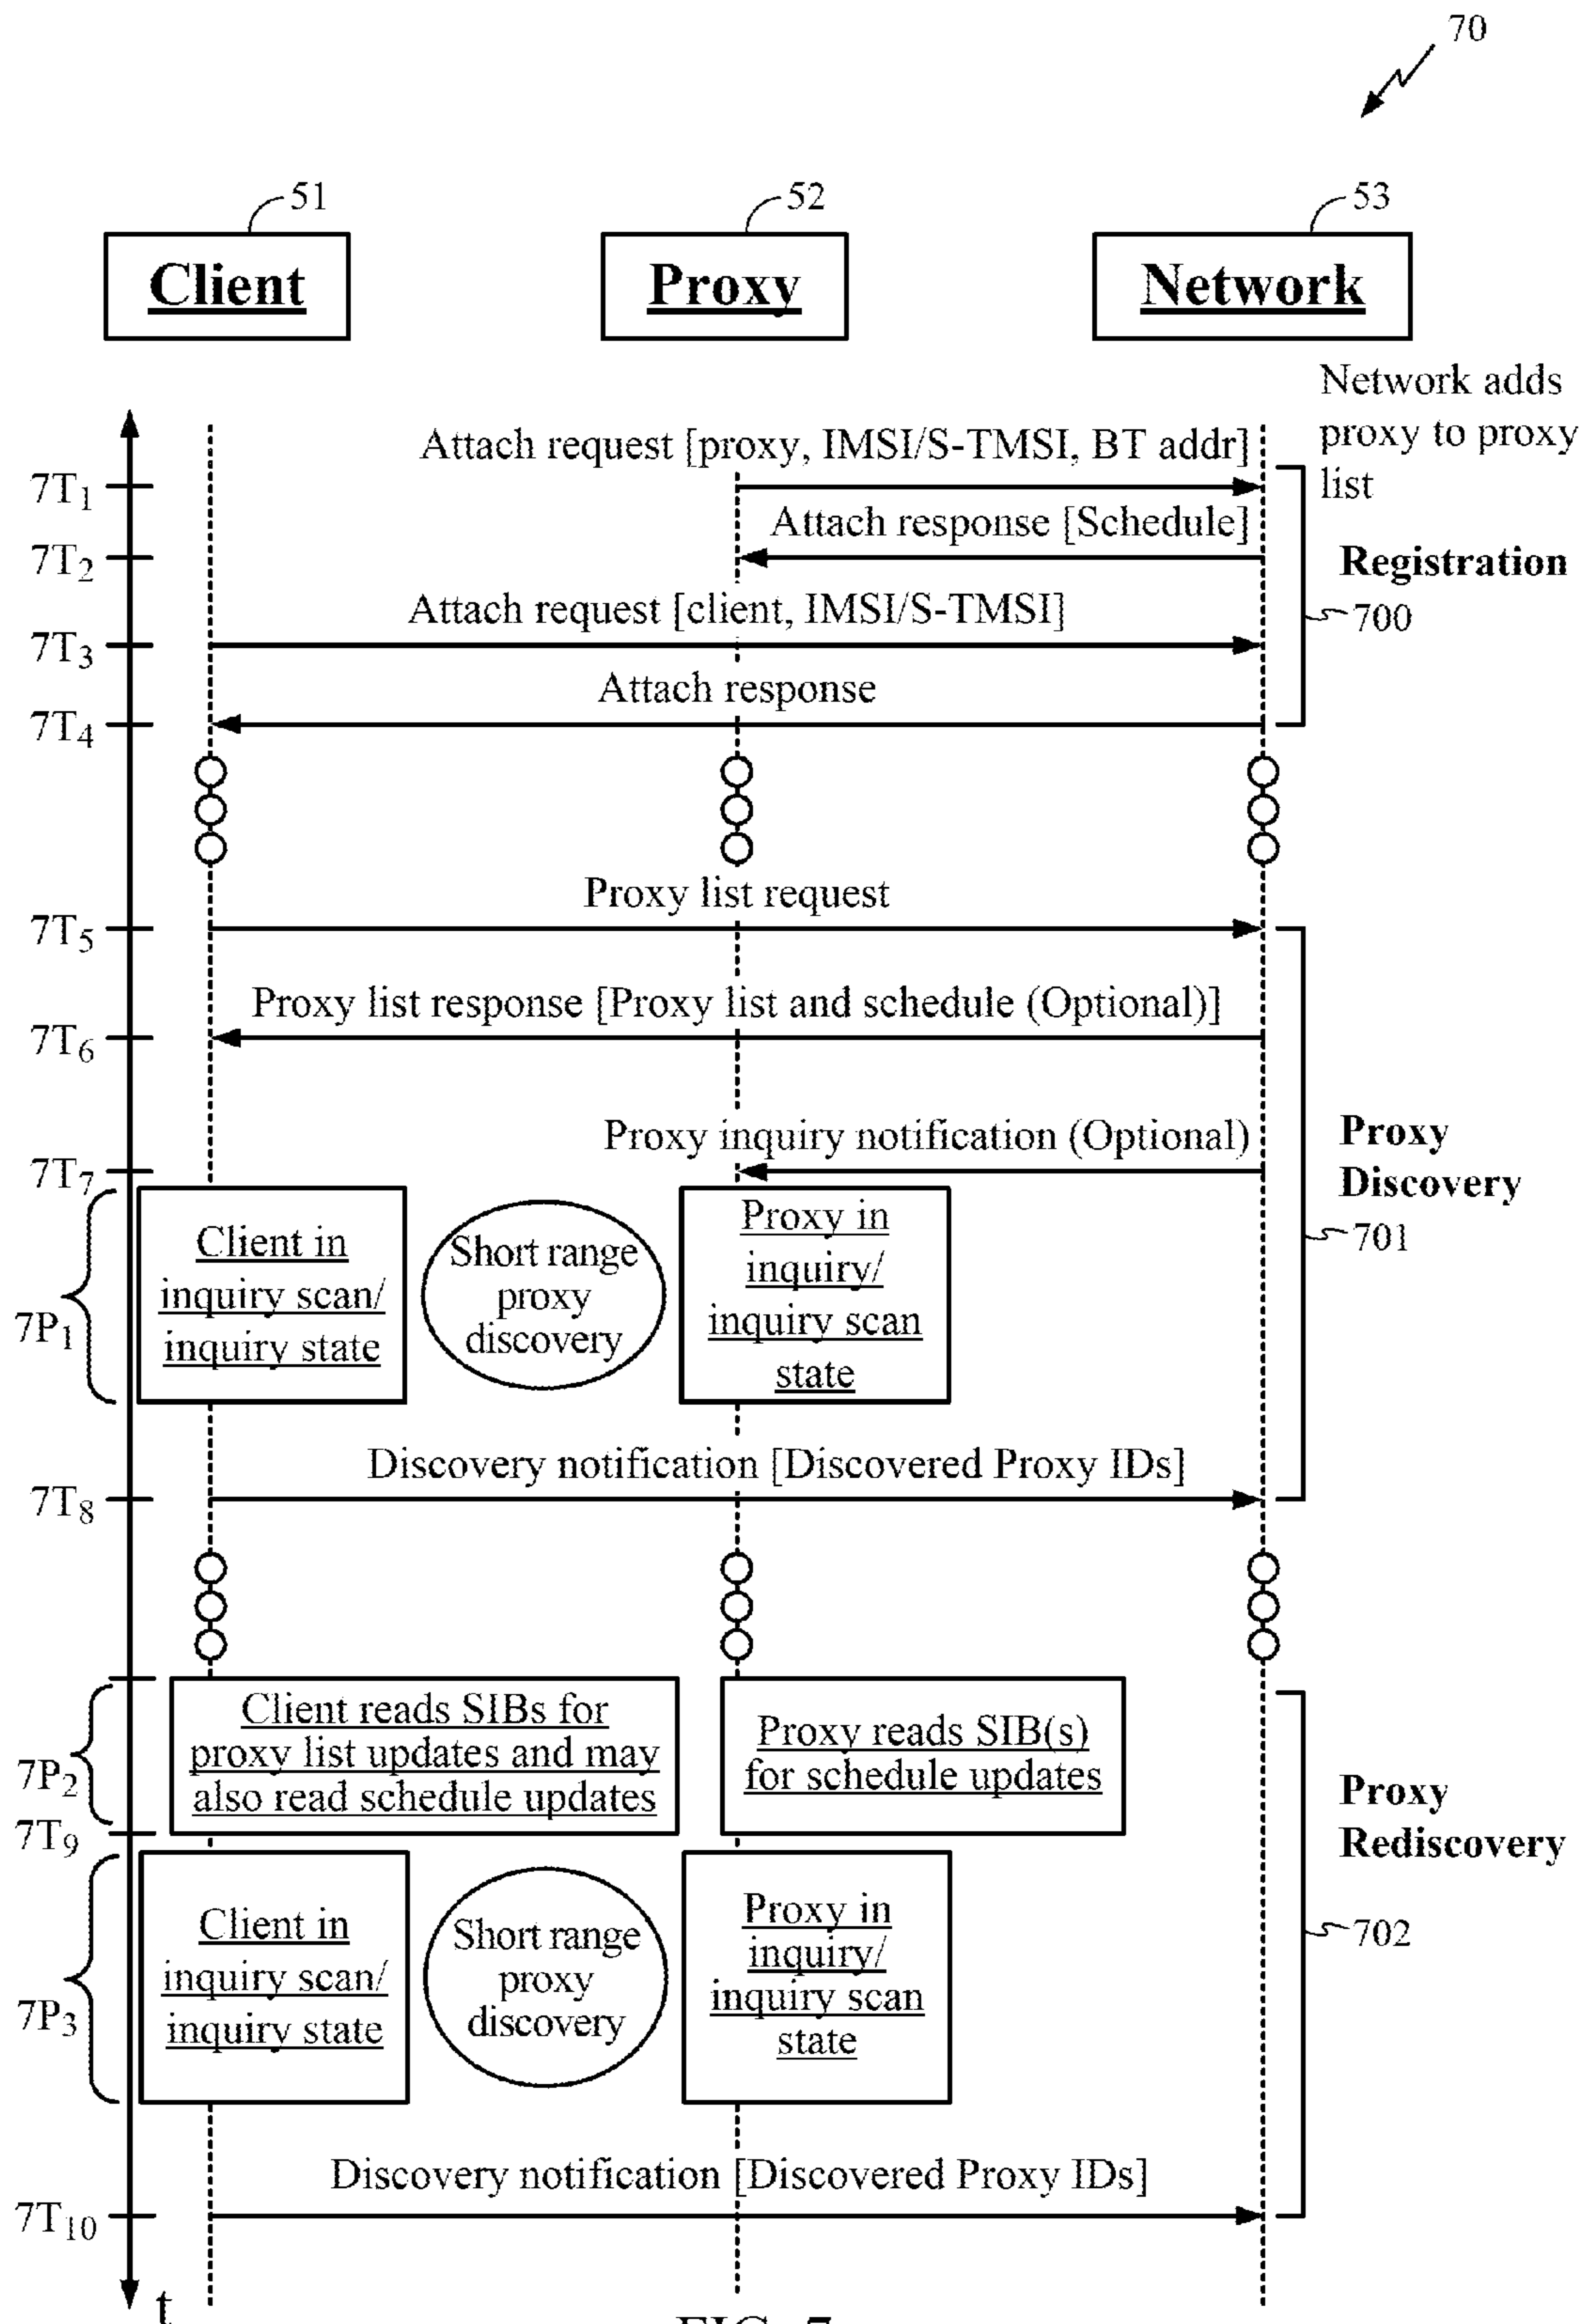 70
51
52
53
Client
Proxy
Network
Network adds
proxy to proxy
list
Attach request [proxy, IMSI/S-TMSI, BT addr]
7T1
Attach response [Schedule]
7T2
Registration
Attach request [client, IMSI/S-TMSI]
700
7T3
Attach response
7T4
Proxy list request
7T5
Proxy list response [Proxy list and schedule (Optional)]
7T6
Proxy inquiry notification (Optional)
7T7
Proxy
Discovery
701
7P1
Client in
inquiry scan/
inquiry state
Short range
proxy
discovery
Proxy in
inquiry/
inquiry scan
state
Discovery notification [Discovered Proxy IDs]
7T8
7P2
Client reads SIBs for
proxy list updates and may
also read schedule updates
Proxy reads SIB(s)
for schedule updates
Proxy
Rediscovery
7T9
702
7P3
Client in
inquiry scan/
inquiry state
Short range
proxy
discovery
Proxy in
inquiry/
inquiry scan
state
Discovery notification [Discovered Proxy IDs]
7T10
t
FIG. 7